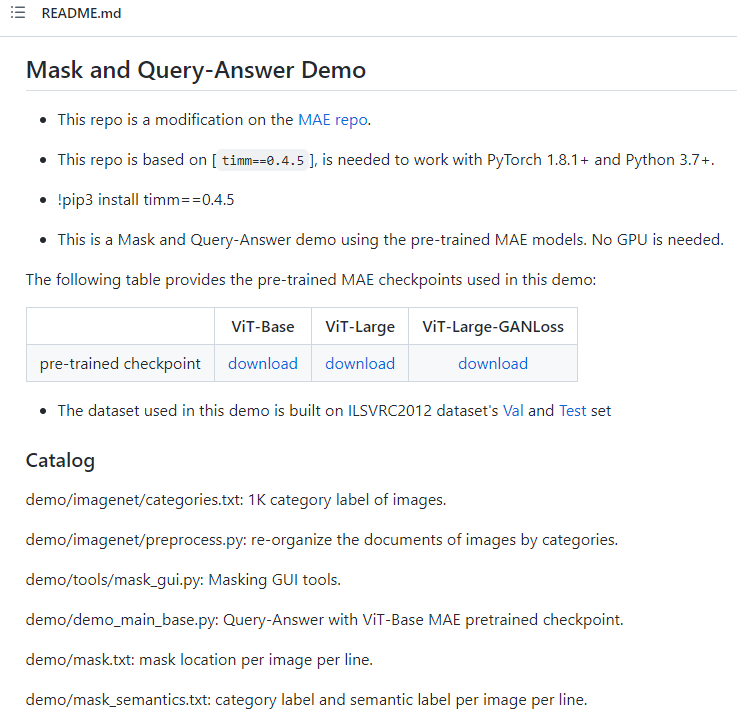 README.md
Mask and Query-Answer Demo
This repo is a modification on the MAE repo.
This repo is based on [ timm==0.4.5 ], is needed to work with PyTorch 1.8.1+ and Python 3.7+.
!pip3 install timm==0.4.5
This is a Mask and Query-Answer demo using the pre-trained MAE models. No GPU is needed.
The following table provides the pre-trained MAE checkpoints used in this demo:
ViT-Base ViT-Large ViT-Large-GANLoss
pre-trained checkpoint download download download
The dataset used in this demo is built on ILSVRC2012 dataset's Val and Test set
Catalog
demo/imagenet/categories.txt: 1K category label of images.
demo/imagenet/preprocess.py: re-organize the documents of images by categories.
demo/tools/mask_gui.py: Masking GUI tools.
demo/demo_main_base.py: Query-Answer with ViT-Base MAE pretrained checkpoint.
demo/mask.txt: mask location per image per line.
demo/mask_semantics.txt: category label and semantic label per image per line.